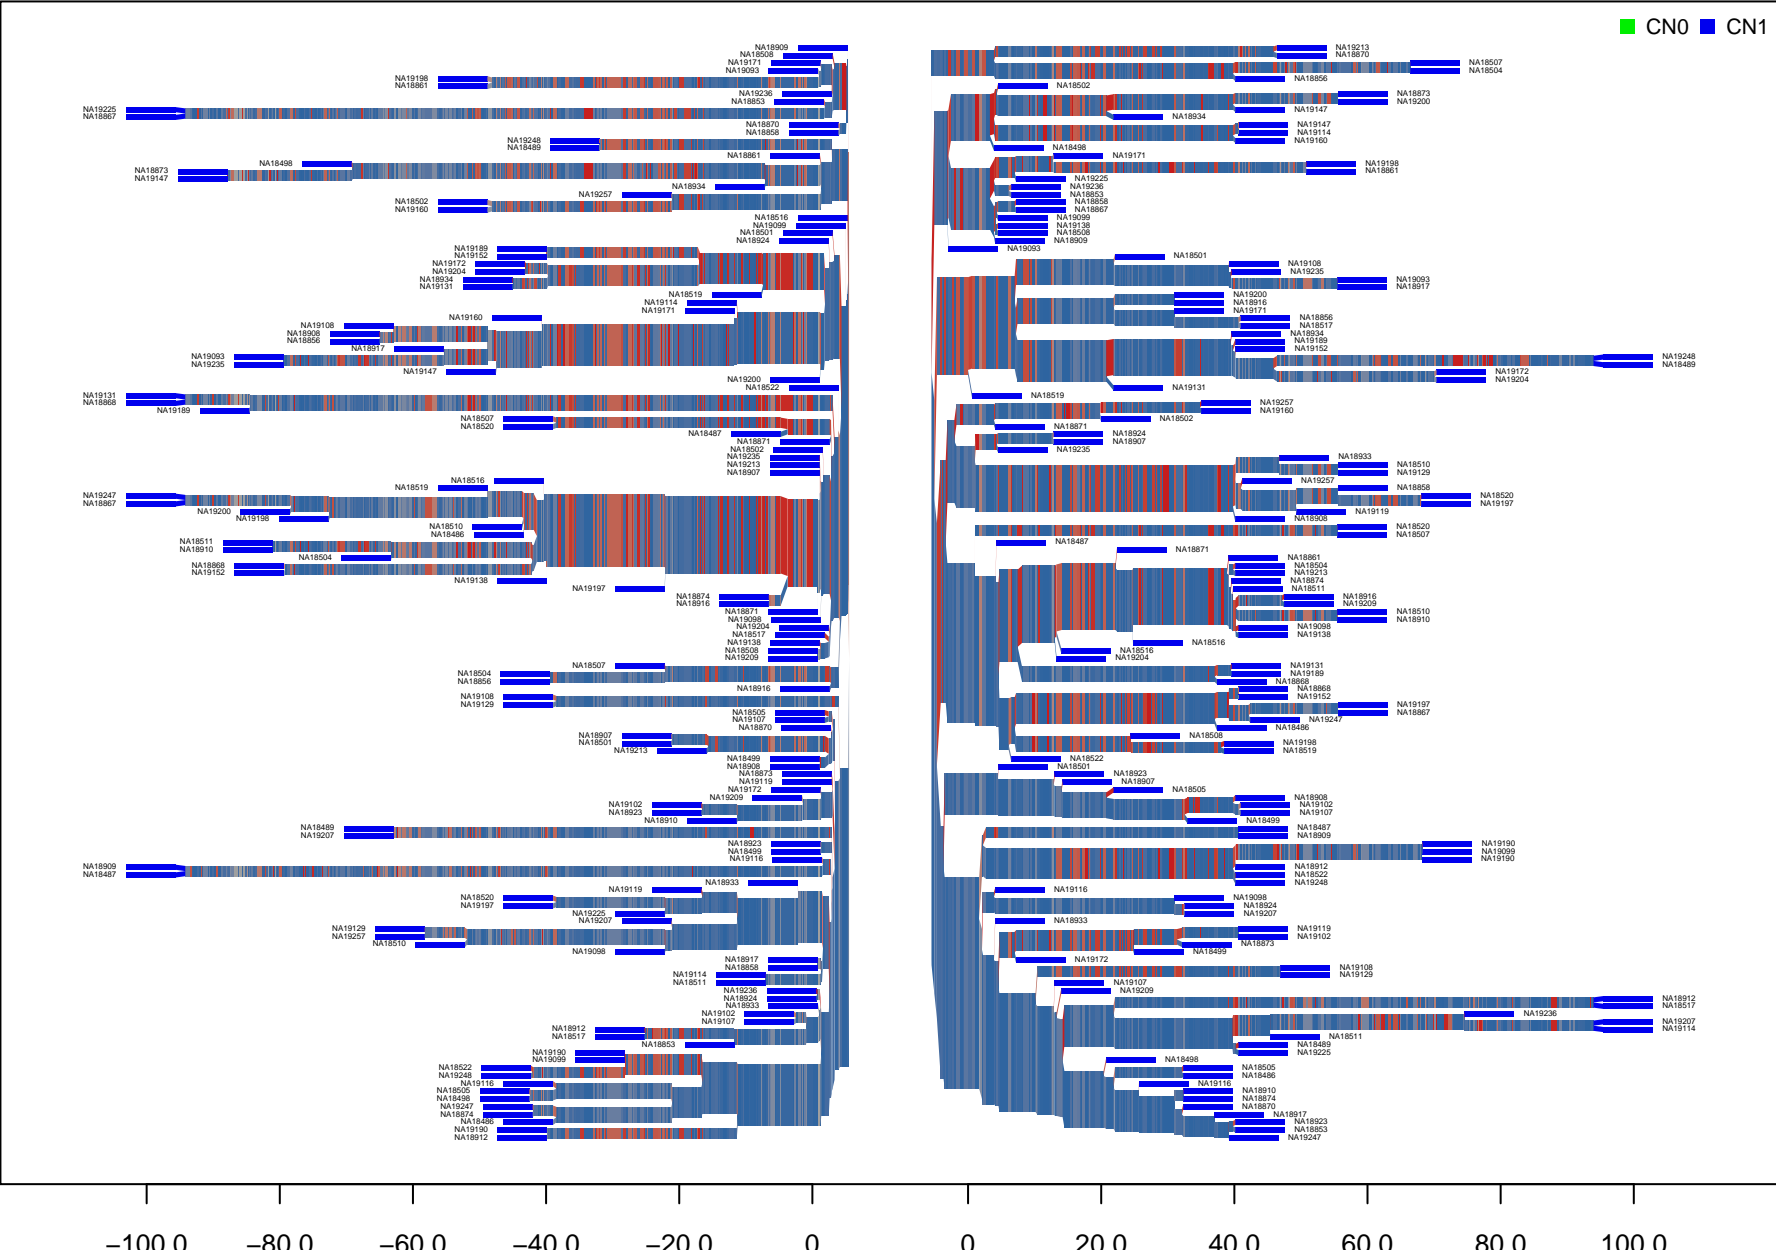 CN0 CN1
NA18909
NA18508
NA19171
NA19093
NA19198
NA18861
NA19236
NA18853
NA19225
NA18867
NA18870
NA18858
NA19248
NA18489
NA18861
NA18498
NA18873
NA19147
NA18934
NA19257
NA18502
NA19160
NA18516
NA19099
NA18501
NA18924
NA19189
NA19152
NA19172
NA19204
NA18934
NA19131
NA18519
NA19114
NA19171
NA19160
NA19108
NA18908
NA18856
NA18917
NA19093
NA19235
NA19147
NA19200
NA18522
NA19131
NA18868
NA19189
NA18507
NA18520
NA18487
NA18871
NA18502
NA19235
NA19213
NA18907
NA18516
NA18519
NA19247
NA18867
NA19200
NA19198
NA18510
NA18486
NA18511
NA18910
NA18504
NA18868
NA19152
NA19138
NA19197
NA18874
NA18916
NA18871
NA19098
NA19204
NA18517
NA19138
NA18508
NA19209
NA18507
NA18504
NA18856
NA18916
NA19108
NA19129
NA18505
NA19107
NA18870
NA18907
NA18501
NA19213
NA18499
NA18908
NA18873
NA19119
NA19172
NA19209
NA19102
NA18923
NA18910
NA18489
NA19207
NA18923
NA18499
NA19116
NA18909
NA18487
NA18933
NA19119
NA18520
NA19197
NA19225
NA19207
NA19129
NA19257
NA18510
NA19098
NA18917
NA18858
NA19114
NA18511
NA19236
NA18924
NA18933
NA19102
NA19107
NA18912
NA18517
NA18853
NA19190
NA19099
NA18522
NA19248
NA19116
NA18505
NA18498
NA19247
NA18874
NA18486
NA19190
NA18912
NA19213
NA18870
NA18507
NA18504
NA18856
NA18502
NA18873
NA19200
NA19147
NA18934
NA19147
NA19114
NA19160
NA18498
NA19171
NA19198
NA18861
NA19225
NA19236
NA18853
NA18858
NA18867
NA19099
NA19138
NA18508
NA18909
NA19093
NA18501
NA19108
NA19235
NA19093
NA18917
NA19200
NA18916
NA19171
NA18856
NA18517
NA18934
NA19189
NA19152
NA19248
NA18489
NA19172
NA19204
NA19131
NA18519
NA19257
NA19160
NA18502
NA18871
NA18924
NA18907
NA19235
NA18933
NA18510
NA19129
NA19257
NA18858
NA18520
NA19197
NA19119
NA18908
NA18520
NA18507
NA18487
NA18871
NA18861
NA18504
NA19213
NA18874
NA18511
NA18916
NA19209
NA18510
NA18910
NA19098
NA19138
NA18516
NA18516
NA19204
NA19131
NA19189
NA18868
NA18868
NA19152
NA19197
NA18867
NA19247
NA18486
NA18508
NA19198
NA18519
NA18522
NA18501
NA18923
NA18907
NA18505
NA18908
NA19102
NA19107
NA18499
NA18487
NA18909
NA19190
NA19099
NA19190
NA18912
NA18522
NA19248
NA19116
NA19098
NA18924
NA19207
NA18933
NA19119
NA19102
NA18873
NA18499
NA19172
NA19108
NA19129
NA19107
NA19209
NA18912
NA18517
NA19236
NA19207
NA19114
NA18511
NA18489
NA19225
NA18498
NA18505
NA18486
NA19116
NA18910
NA18874
NA18870
NA18917
NA18923
NA18853
NA19247
−100.0 −80.0 −60.0 −40.0 −20.0 0 0 20.0 40.0 60.0 80.0 100.0